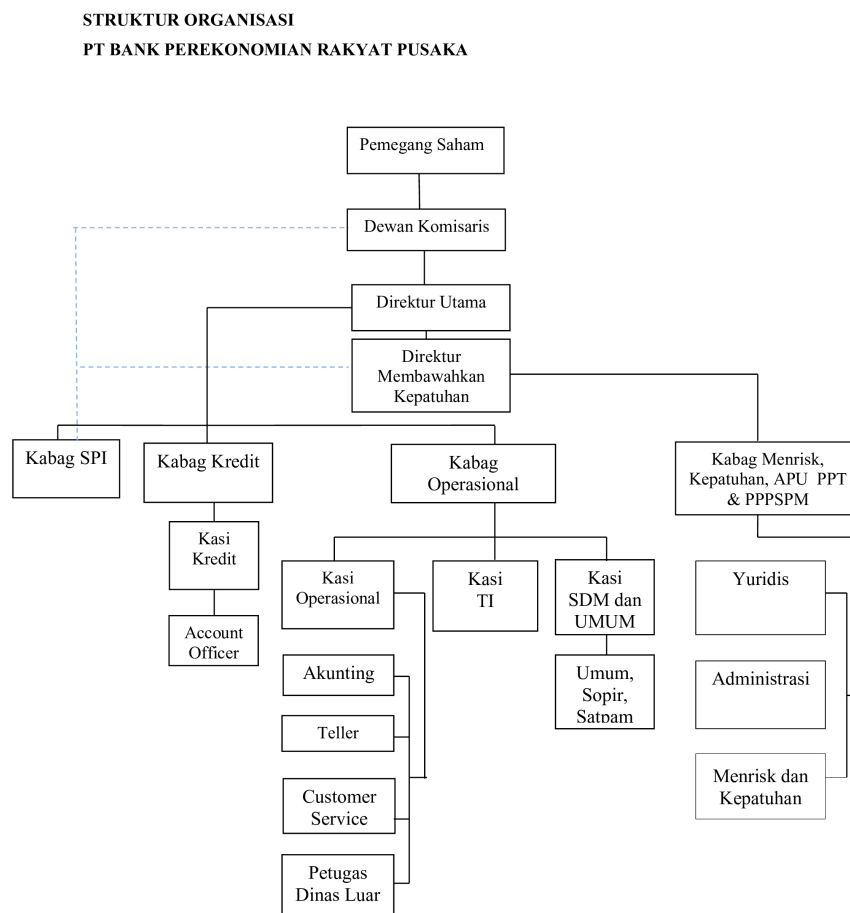 STRUKTUR ORGANISASI
PT BANK PEREKONOMIAN RAKYAT PUSAKA
Pemegang Saham
Dewan Komisaris
Direktur Utama
Direktur
Membawahkan
Kepatuhan
Kabag SPI
Kabag Kredit
Kabag
Operasional
Kabag Menrisk,
Kepatuhan, APU PPT
& PPPSPM
Kasi
Kredit
Account
Officer
Kasi
Operasional
Kasi
TI
Kasi
SDM dan
UMUM
Yuridis
Akunting
Umum,
Sopir,
Satpam
Administrasi
Teller
Customer
Service
Menrisk dan
Kepatuhan
Petugas
Dinas Luar